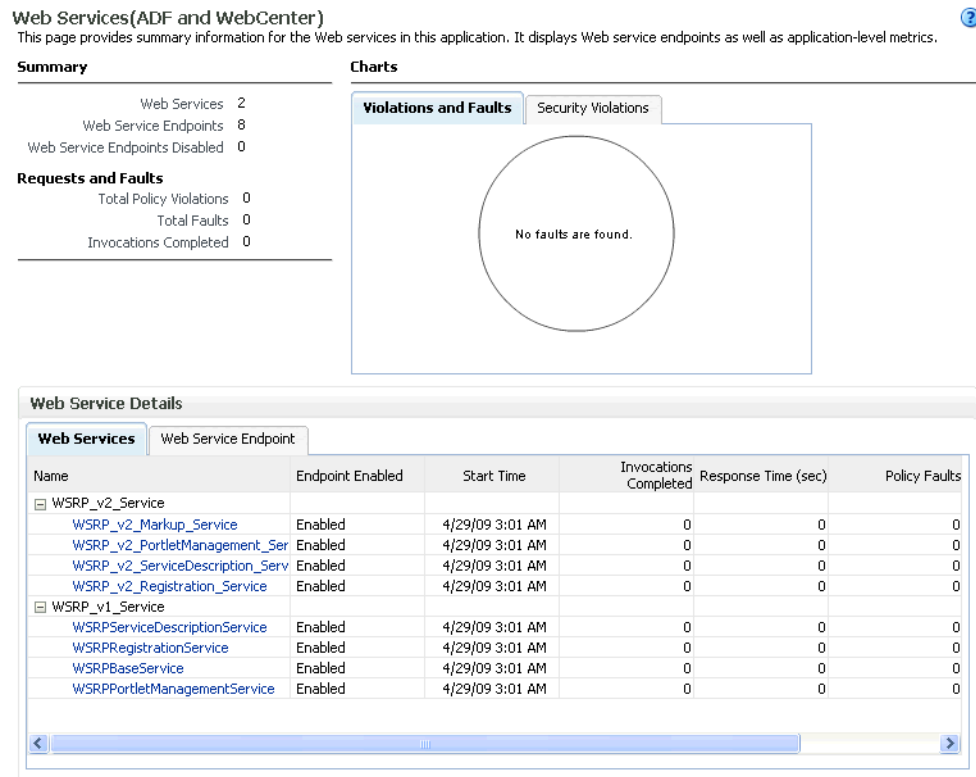 Web Services(ADF and WebCenter)
This page provides summary information for the Web services in this application. It displays Web service endpoints as well as application-level metrics.
Summary
Web Services 2
Web Service Endpoints 8
Web Service Endpoints Disabled 0
Requests and Faults
Total Policy Violations 0
Total Faults 0
Invocations Completed 0
Charts
Violations and Faults Security Violations
No faults are found.
Web Service Details
Web Services Web Service Endpoint
Name Endpoint Enabled Start Time Invocations Completed Response Time (sec) Policy Faults
WSRP_v2_Service
WSRP_v2_Markup_Service Enabled 4/29/09 3:01 AM 0 0 0
WSRP_v2_PortletManagement_Ser Enabled 4/29/09 3:01 AM 0 0 0
WSRP_v2_ServiceDescription_Serv Enabled 4/29/09 3:01 AM 0 0 0
WSRP_v2_Registration_Service Enabled 4/29/09 3:01 AM 0 0 0
WSRP_v1_Service
WSRPServiceDescriptionService Enabled 4/29/09 3:01 AM 0 0 0
WSRPRegistrationService Enabled 4/29/09 3:01 AM 0 0 0
WSRPBaseService Enabled 4/29/09 3:01 AM 0 0 0
WSRPPortletManagementService Enabled 4/29/09 3:01 AM 0 0 0